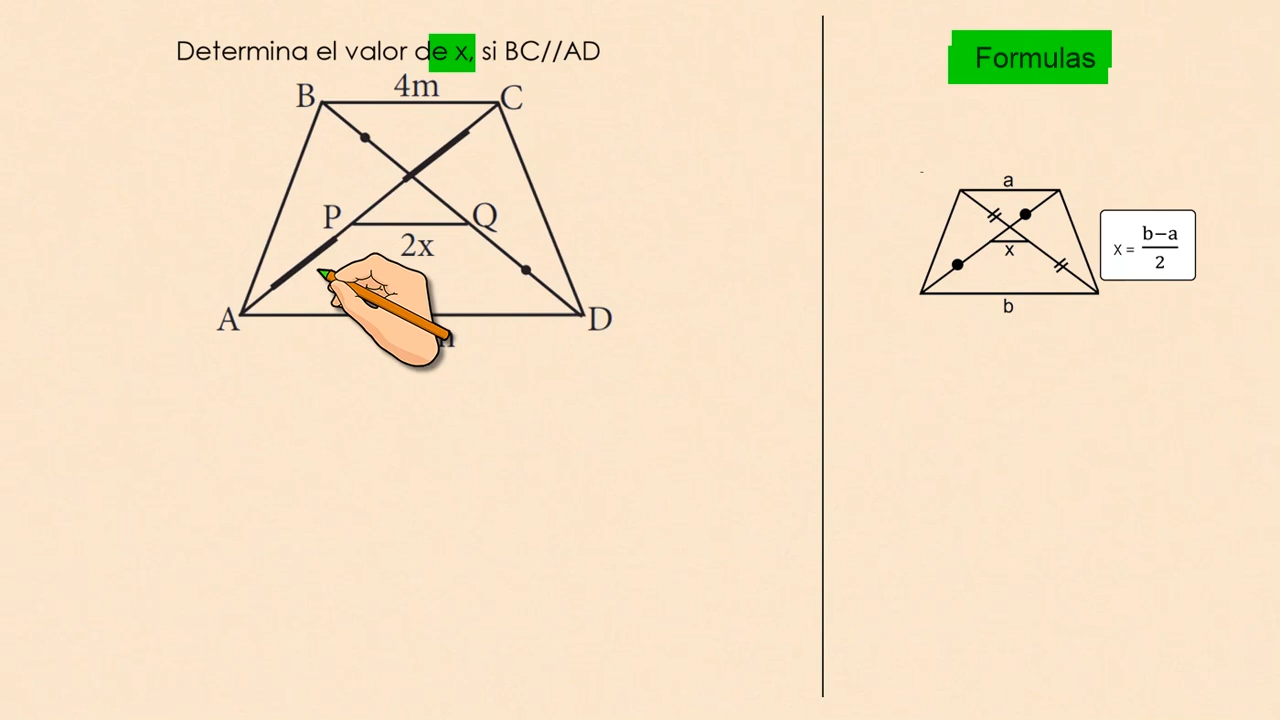 Determina el valor de x, si BC//AD
B
4m
C
P
Q
2x
A
D
Formulas
a
x
b
X = b−a
2